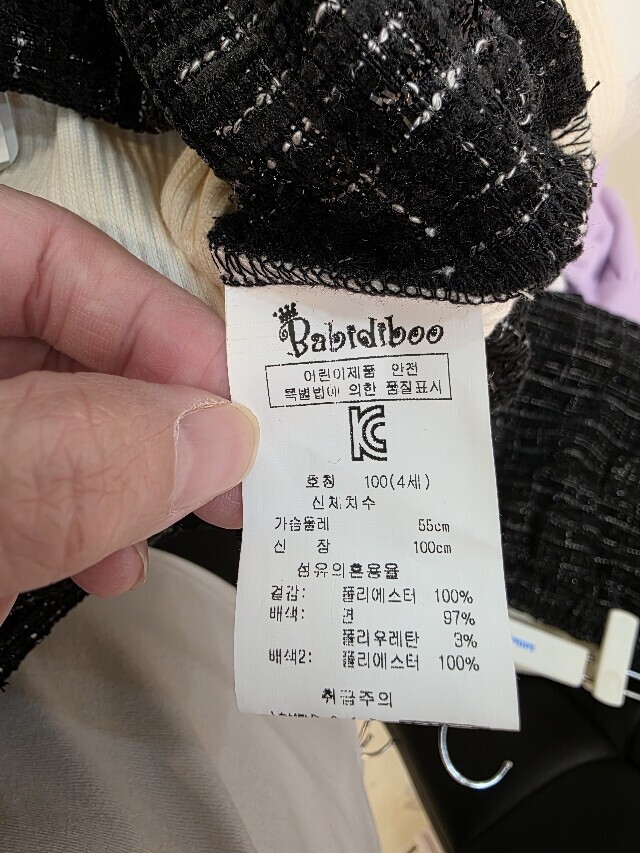 Babidiboo
어린이제품 안전
특별법에 의한 품질표시
호칭 100(4세)
신체치수
가슴둘레 55cm
신 장 100cm
섬유의혼용율
겉감: 폴리에스터 100%
배색: 면 97%
폴리우레탄 3%
배색2: 폴리에스터 100%
취급주의